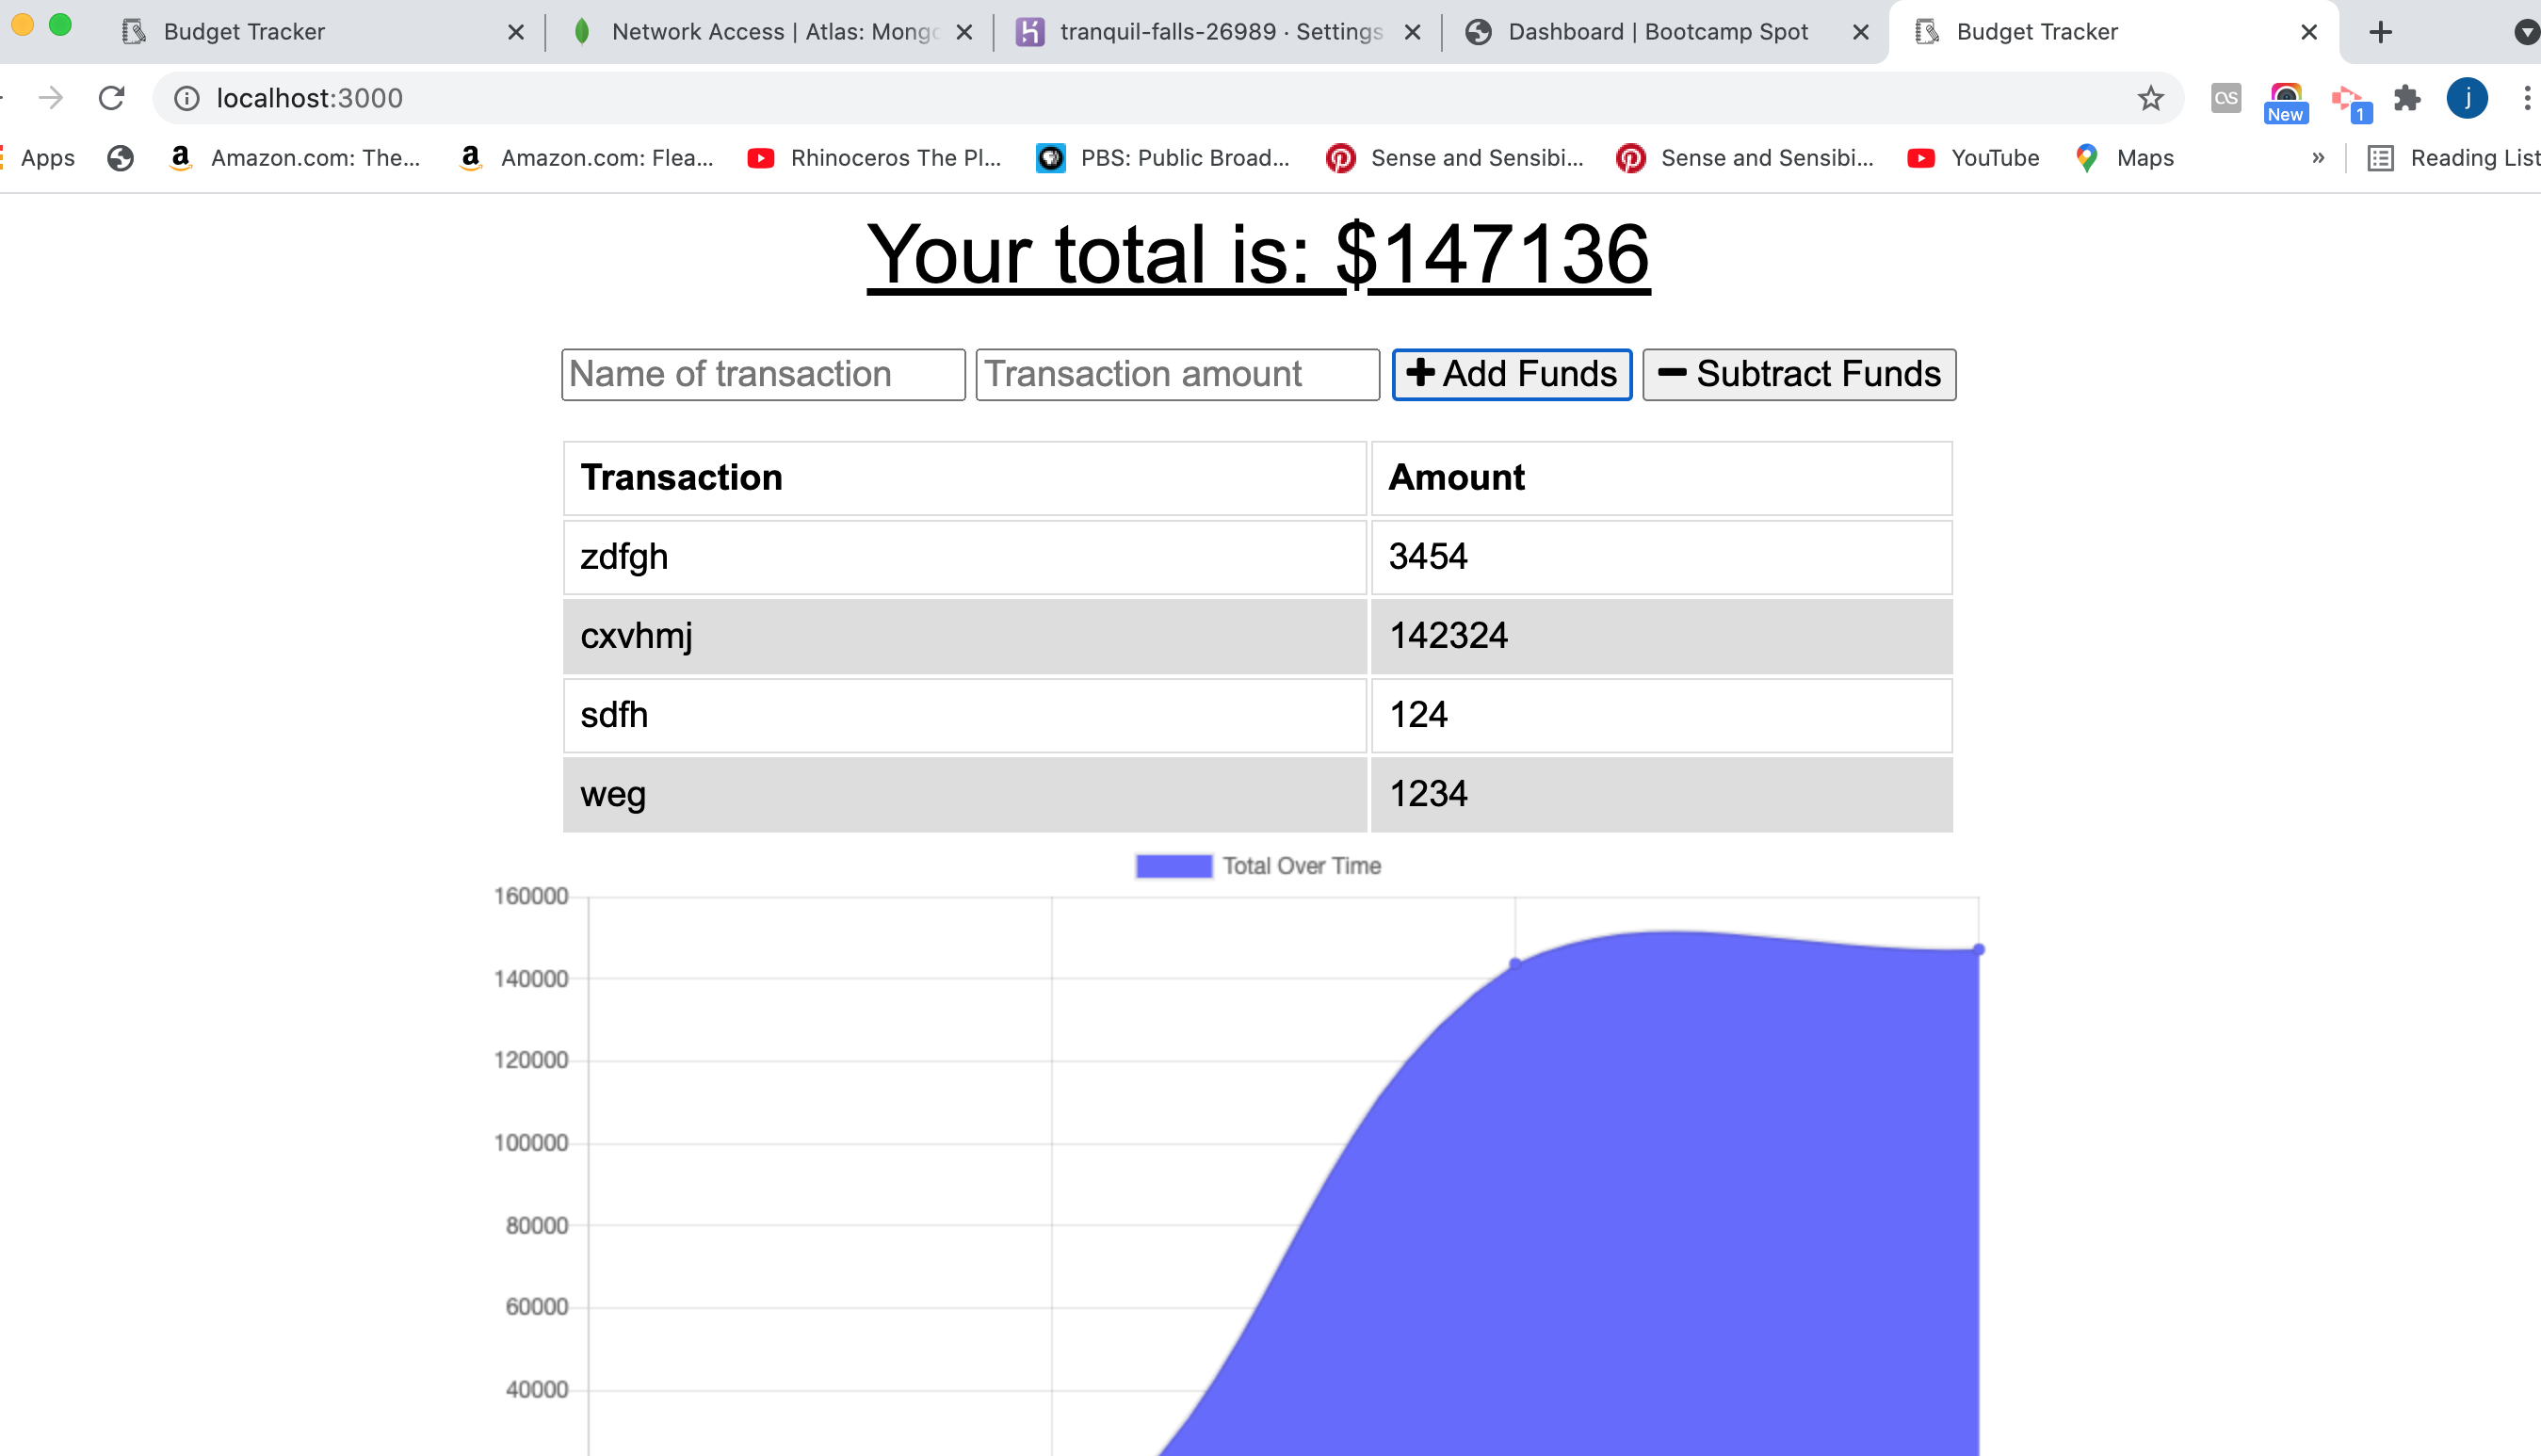 Budget Tracker
Network Access | Atlas: Mong
tranquil-falls-26989 · Settings
Dashboard | Bootcamp Spot
Budget Tracker
localhost:3000
New
1
j
Apps
Amazon.com: The...
Amazon.com: Flea...
Rhinoceros The Pl...
PBS: Public Broad...
Sense and Sensibi...
Sense and Sensibi...
YouTube
Maps
»
Reading List
Your total is: $147136
Name of transaction
Transaction amount
Add Funds
Subtract Funds
Transaction Amount
zdfgh 3454
cxvhmj 142324
sdfh 124
weg 1234
Total Over Time
160000
140000
120000
100000
80000
60000
40000